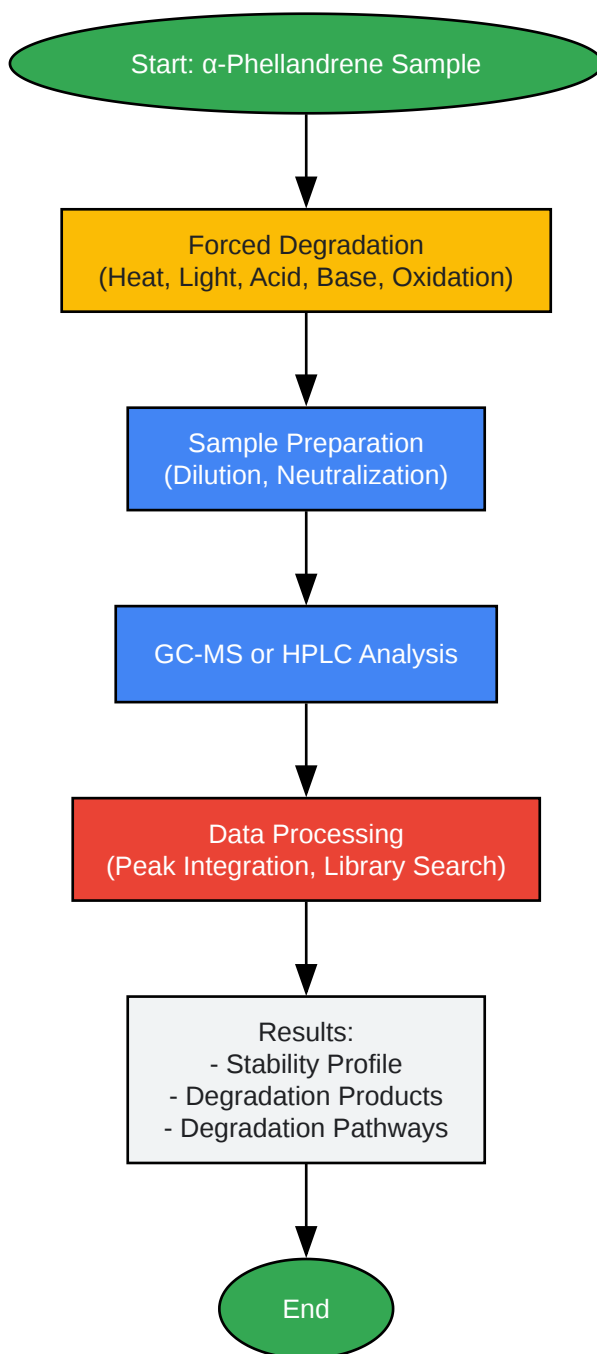 Start: α-Phellandrene Sample
Forced Degradation
(Heat, Light, Acid, Base, Oxidation)
Sample Preparation
(Dilution, Neutralization)
GC-MS or HPLC Analysis
Data Processing
(Peak Integration, Library Search)
Results:
- Stability Profile
- Degradation Products
- Degradation Pathways
End